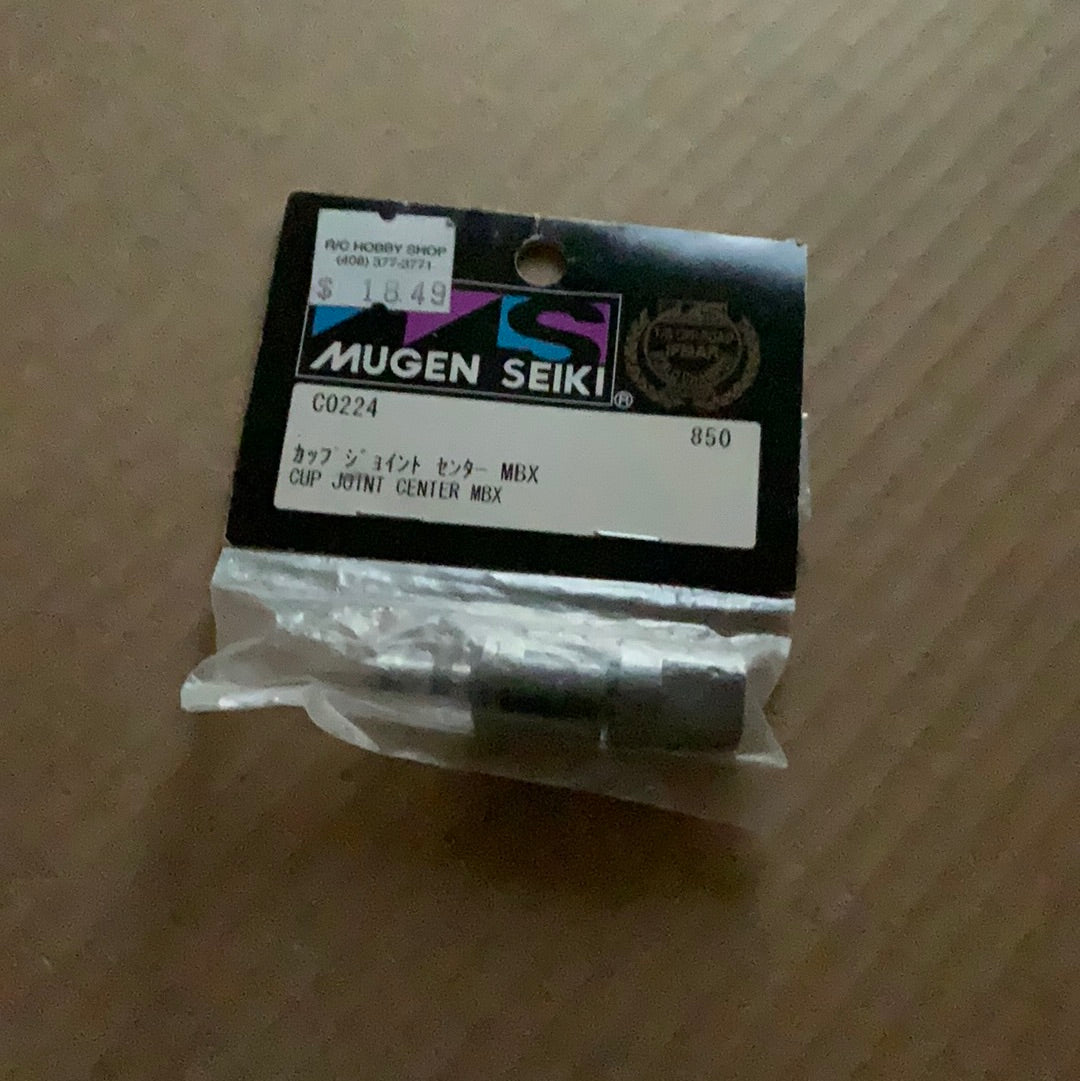 R/C HOBBY SHOP
(408) 377-3771
$ 18.49
MUGEN SEIKI®
C0224
850
カップジョイント センター MBX
CUP JOINT CENTER MBX